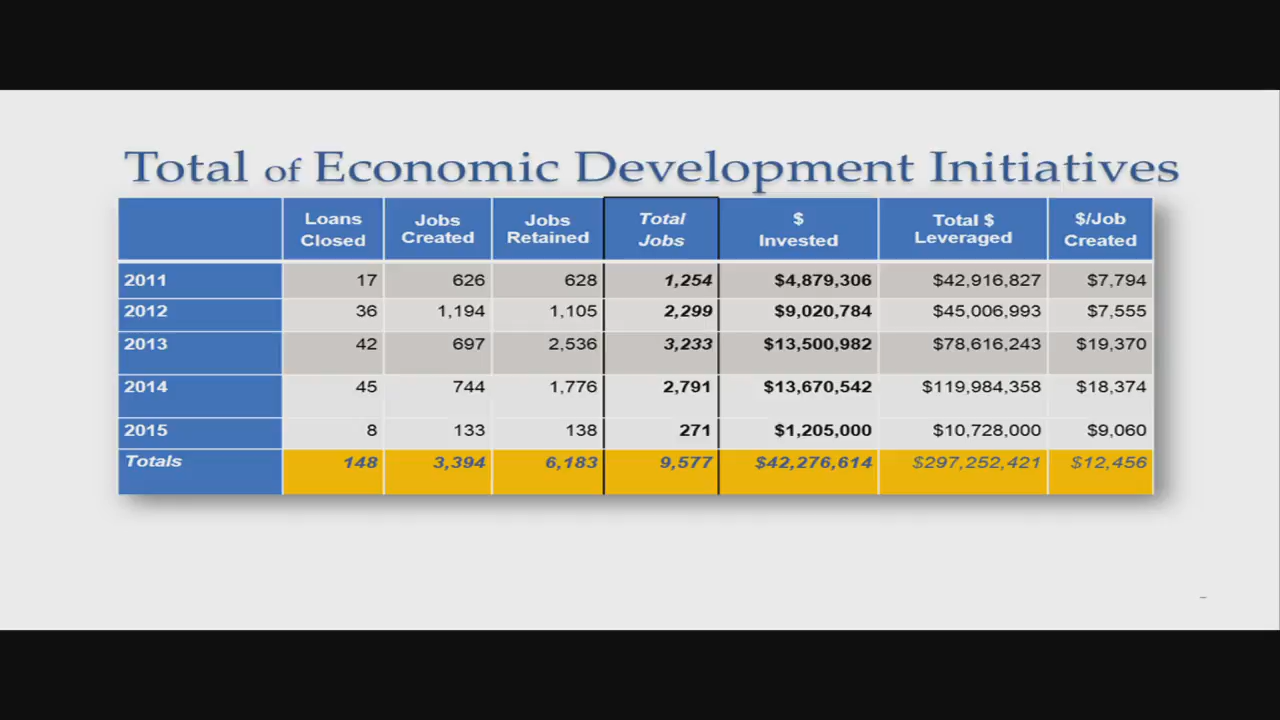 Total of Economic Development Initiatives
Loans Closed Jobs Created Jobs Retained Total Jobs $ Invested Total $ Leveraged $/Job Created
2011 17 626 628 1,254 $4,879,306 $42,916,827 $7,794
2012 36 1,194 1,105 2,299 $9,020,784 $45,006,993 $7,555
2013 42 697 2,536 3,233 $13,500,982 $78,616,243 $19,370
2014 45 744 1,776 2,791 $13,670,542 $119,984,358 $18,374
2015 8 133 138 271 $1,205,000 $10,728,000 $9,060
Totals 148 3,394 6,183 9,577 $42,276,614 $297,252,421 $12,456